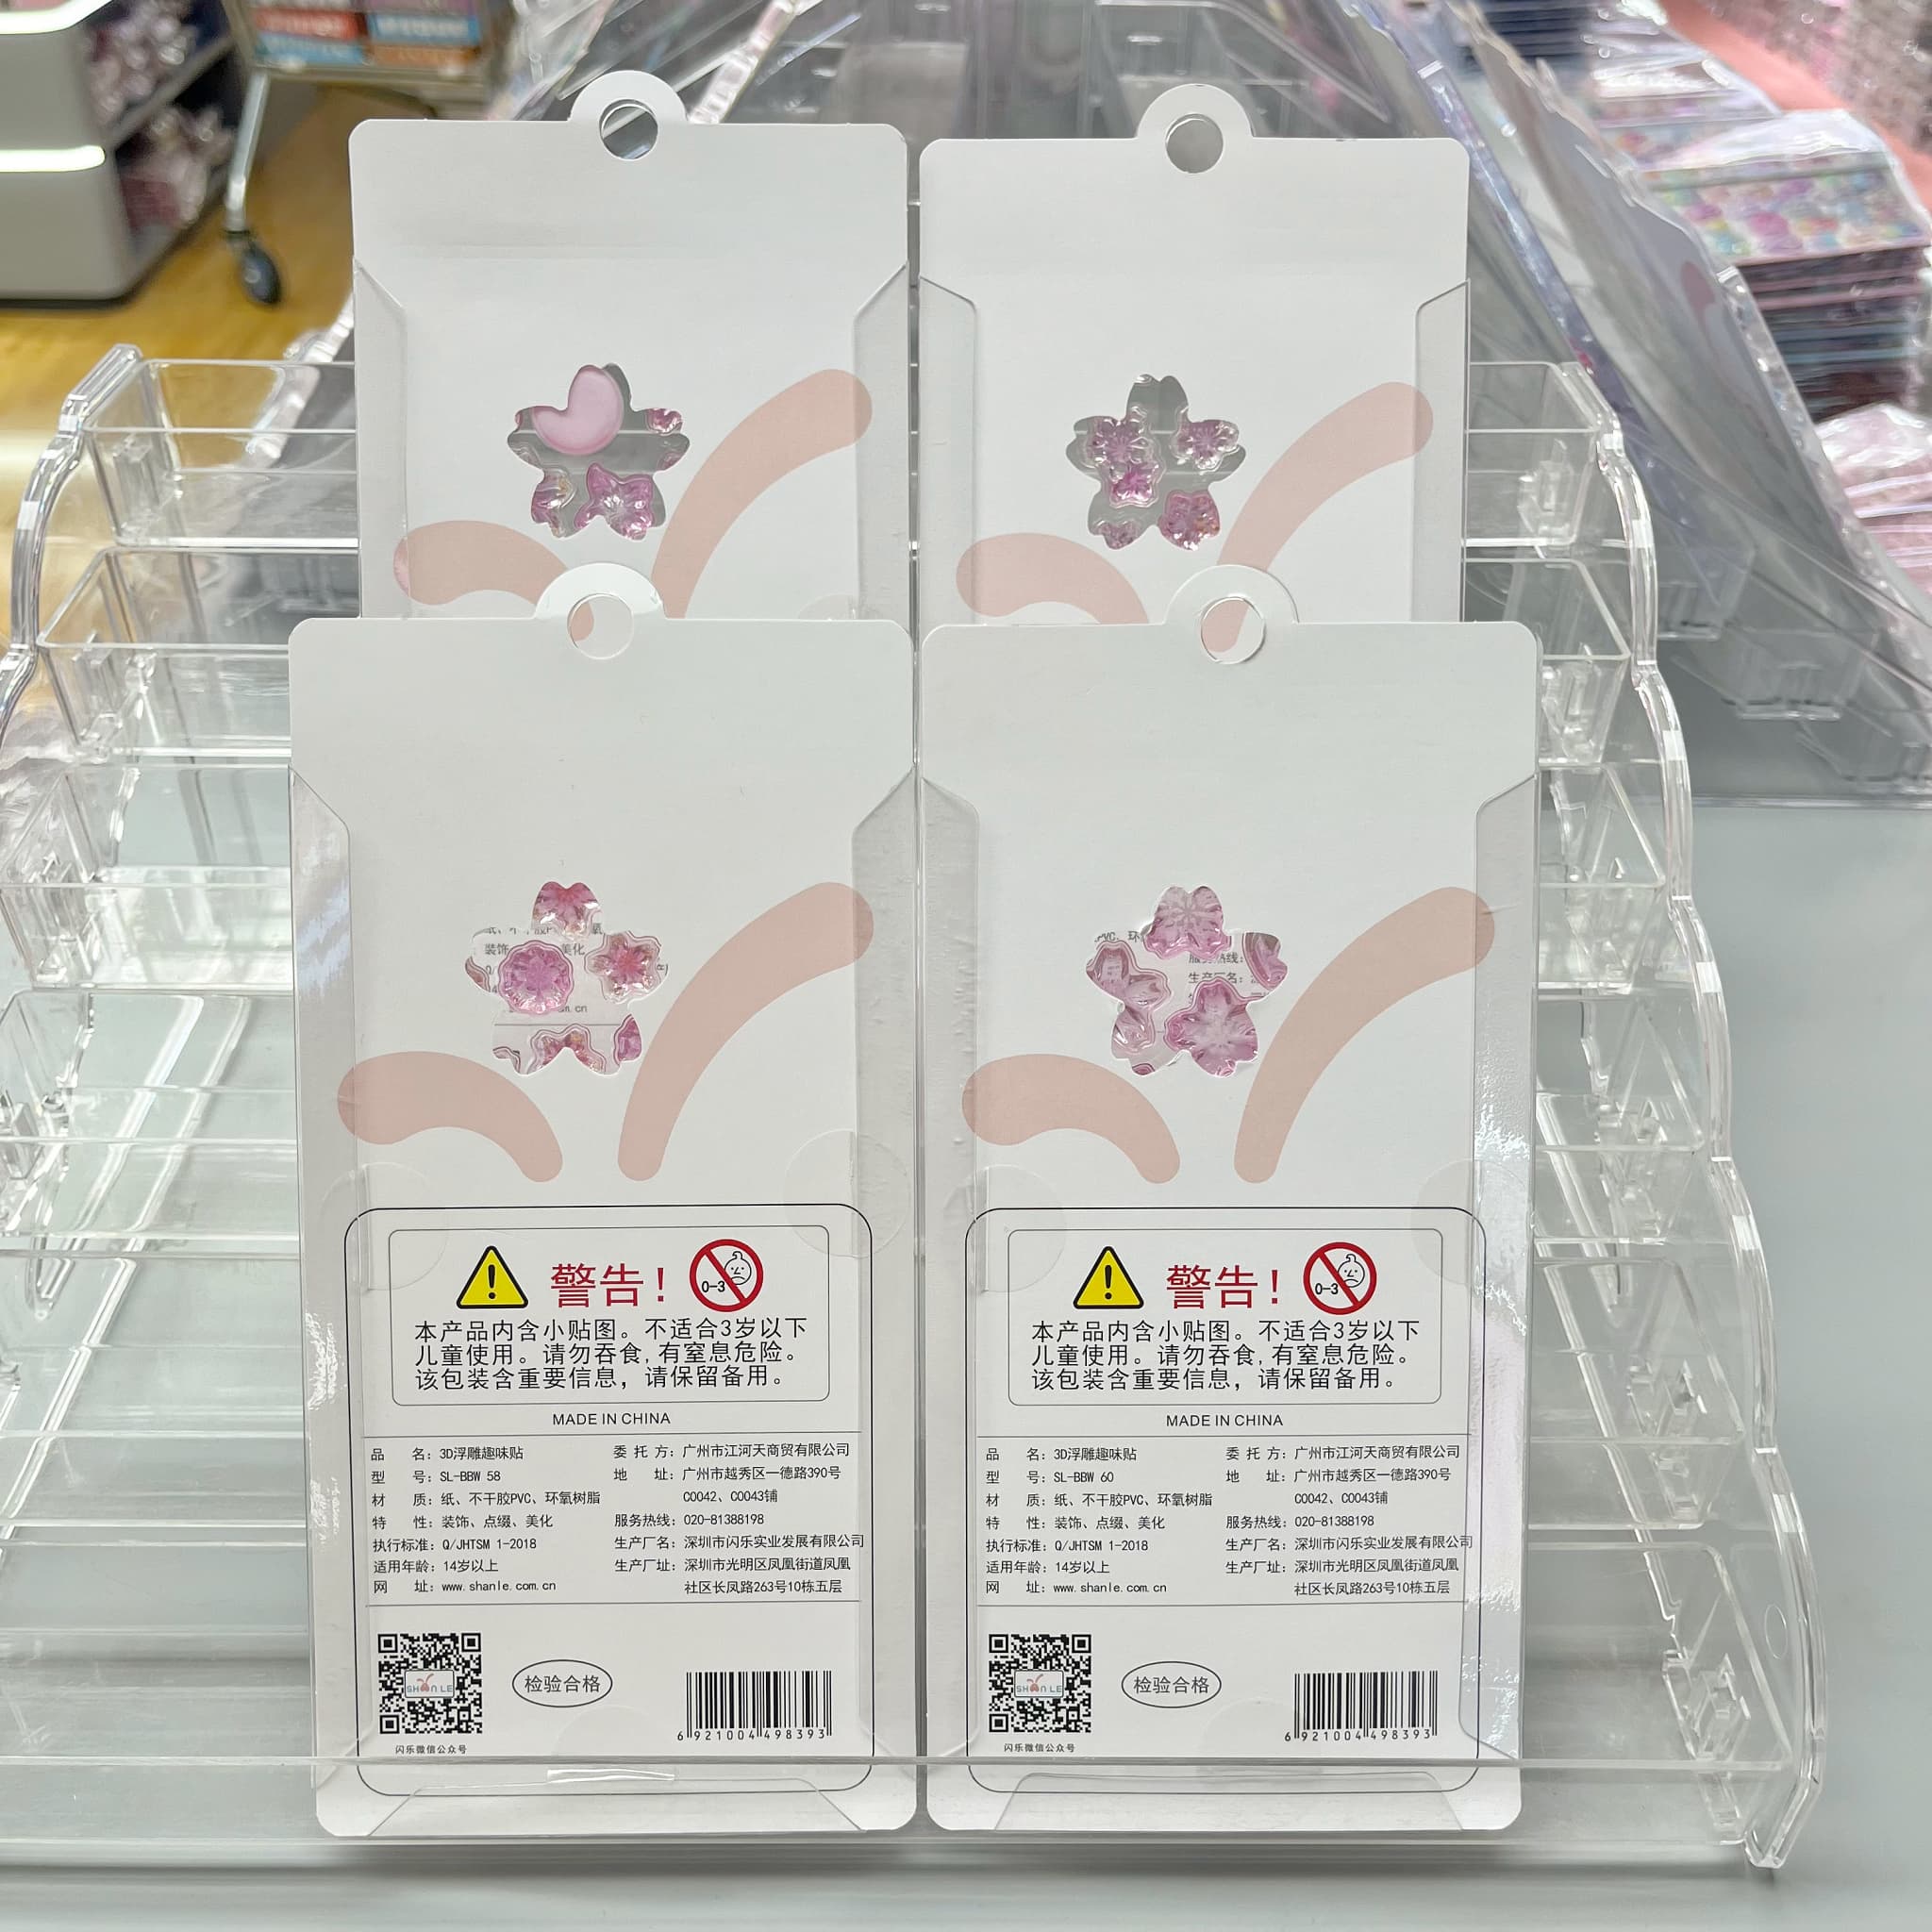 警告！
0-3
本产品内含小贴图。不适合3岁以下
儿童使用。请勿吞食,有窒息危险。
该包装含重要信息，请保留备用。
MADE IN CHINA
品 名：3D浮雕趣味贴
型 号：SL-BBW 58
材 质：纸、不干胶PVC、环氧树脂
特 性：装饰、点缀、美化
执行标准：Q/JHTSM 1-2018
适用年龄：14岁以上
网 址：www.shanle.com.cn
委 托 方：广州市江河天商贸有限公司
地 址：广州市越秀区一德路390号
C0042、C0043铺
服务热线：020-81388198
生产厂名：深圳市闪乐实业发展有限公司
生产厂址：深圳市光明区凤凰街道凤凰
社区长凤路263号10栋五层
SHANLE
闪乐微信公众号
检验合格
6 921004 498393
警告！
0-3
本产品内含小贴图。不适合3岁以下
儿童使用。请勿吞食,有窒息危险。
该包装含重要信息，请保留备用。
MADE IN CHINA
品 名：3D浮雕趣味贴
型 号：SL-BBW 60
材 质：纸、不干胶PVC、环氧树脂
特 性：装饰、点缀、美化
执行标准：Q/JHTSM 1-2018
适用年龄：14岁以上
网 址：www.shanle.com.cn
委 托 方：广州市江河天商贸有限公司
地 址：广州市越秀区一德路390号
C0042、C0043铺
服务热线：020-81388198
生产厂名：深圳市闪乐实业发展有限公司
生产厂址：深圳市光明区凤凰街道凤凰
社区长凤路263号10栋五层
SHANLE
闪乐微信公众号
检验合格
6 921004 498393